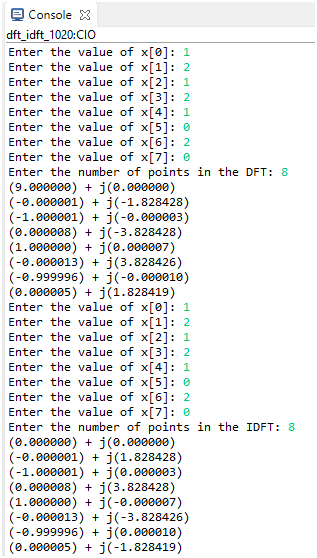 Console
dft_idft_1020:CIO
Enter the value of x[0]: 1
Enter the value of x[1]: 2
Enter the value of x[2]: 1
Enter the value of x[3]: 2
Enter the value of x[4]: 1
Enter the value of x[5]: 0
Enter the value of x[6]: 2
Enter the value of x[7]: 0
Enter the number of points in the DFT: 8
(9.000000) + j(0.000000)
(-0.000001) + j(-1.828428)
(-1.000001) + j(-0.000003)
(0.000008) + j(-3.828428)
(1.000000) + j(0.000007)
(-0.000013) + j(3.828426)
(-0.999996) + j(-0.000010)
(0.000005) + j(1.828419)
Enter the value of x[0]: 1
Enter the value of x[1]: 2
Enter the value of x[2]: 1
Enter the value of x[3]: 2
Enter the value of x[4]: 1
Enter the value of x[5]: 0
Enter the value of x[6]: 2
Enter the value of x[7]: 0
Enter the number of points in the IDFT: 8
(0.000000) + j(0.000000)
(-0.000001) + j(1.828428)
(-1.000001) + j(0.000003)
(0.000008) + j(3.828428)
(1.000000) + j(-0.000007)
(-0.000013) + j(-3.828426)
(-0.999996) + j(0.000010)
(0.000005) + j(-1.828419)